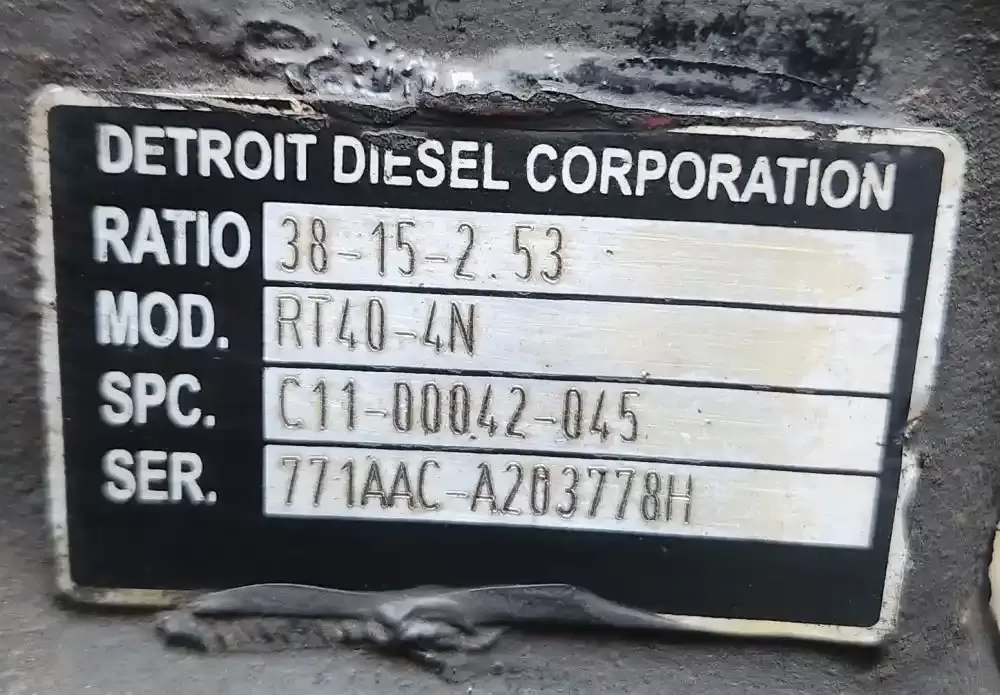 DETROIT DIESEL CORPORATION
RATIO 38-15-2.53
MOD. RT40-4N
SPC. C11-00042-045
SER. 771AAC-A203778H